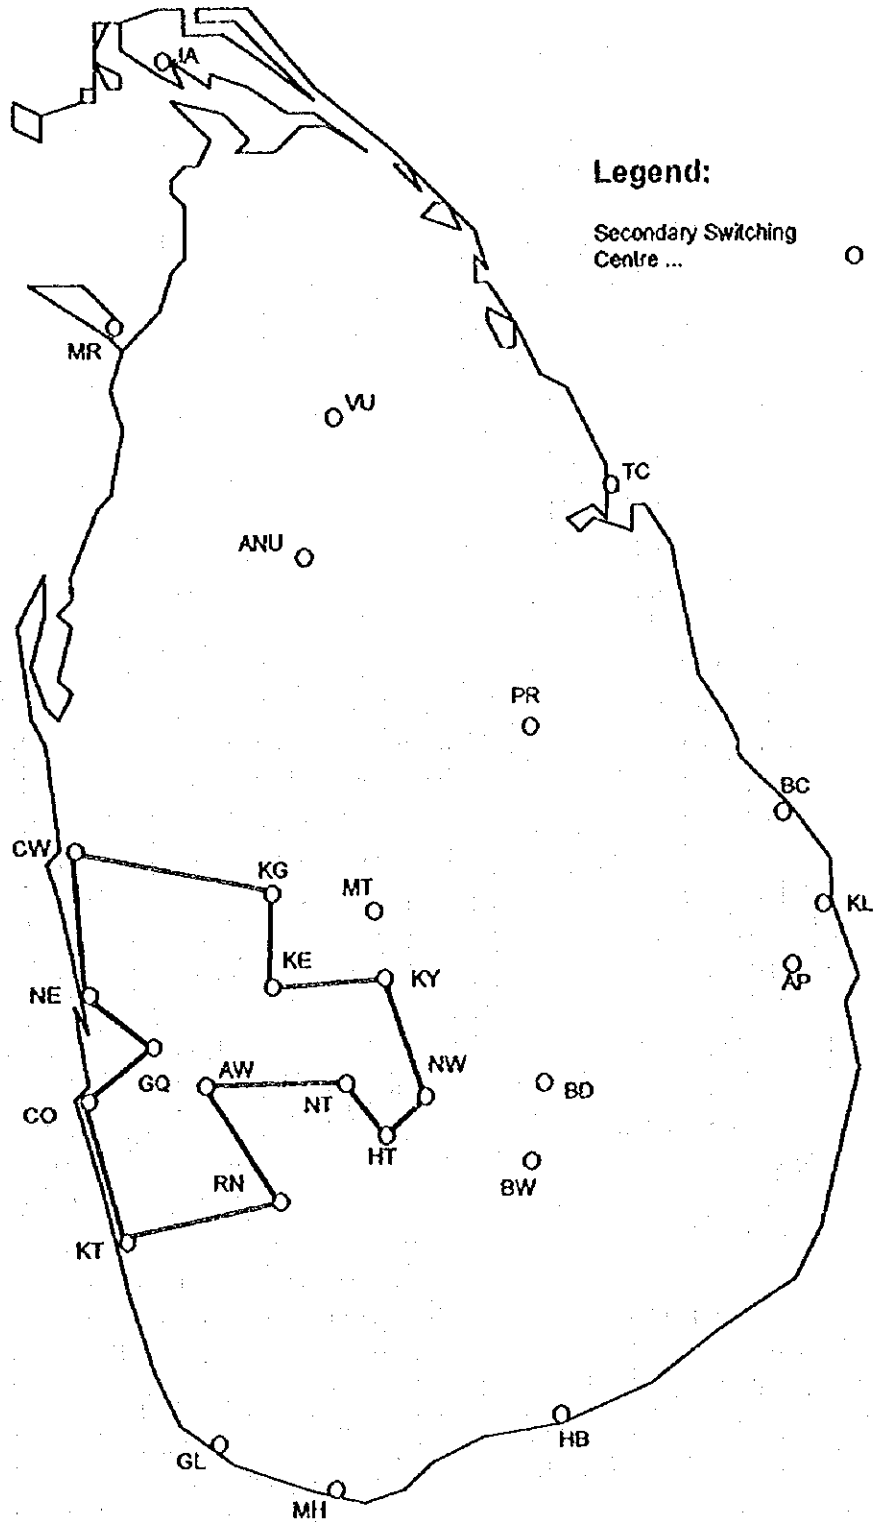 JA
Legend:
Secondary Switching
Centre ...
MR
VU
TC
ANU
PR
BC
CW
KG
MT
KL
KE
KY
AP
NE
GQ
AW
NT
NW
BD
CO
HT
RN
BW
KT
HB
GL
MH